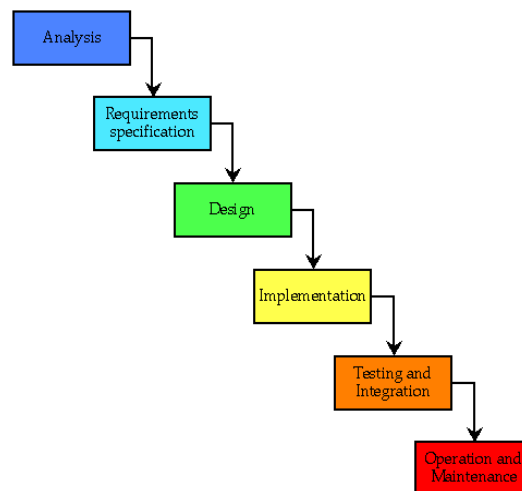 Analysis
Requirements
specification
Design
Implementation
Testing and
Integration
Operation and
Maintenance